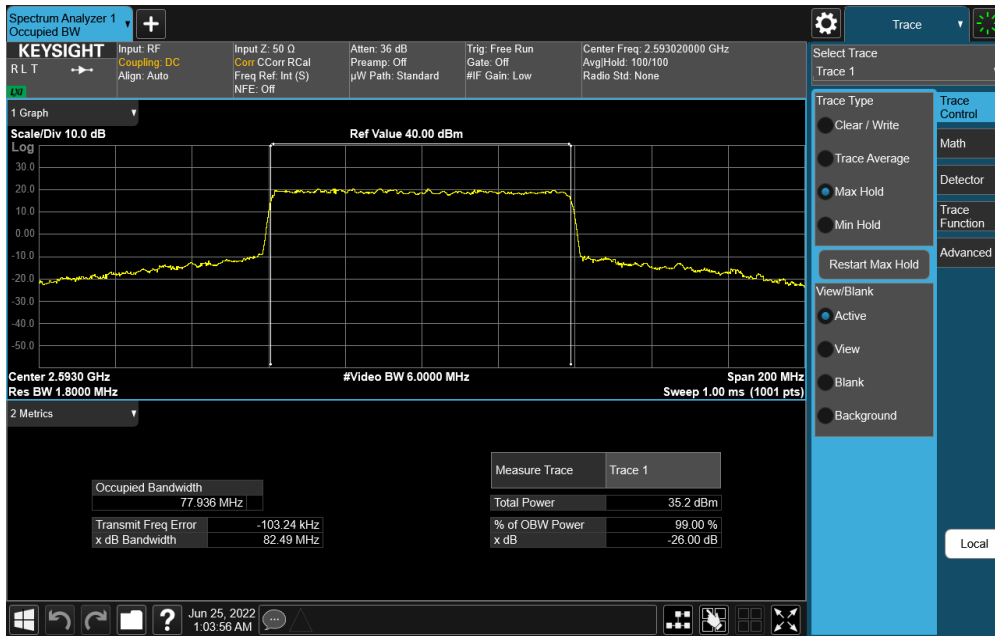 Spectrum Analyzer 1
Occupied BW
KEYSIGHT
R L T
LXI
Input: RF
Coupling: DC
Align: Auto
Input Z: 50 Ω
Corr CCorr RCal
Freq Ref: Int (S)
NFE: Off
Atten: 36 dB
Preamp: Off
µW Path: Standard
Trig: Free Run
Gate: Off
#IF Gain: Low
Center Freq: 2.593020000 GHz
Avg|Hold: 100/100
Radio Std: None
1 Graph
Scale/Div 10.0 dB
Ref Value 40.00 dBm
Log
30.0
20.0
10.0
0.00
-10.0
-20.0
-30.0
-40.0
-50.0
Center 2.5930 GHz
#Video BW 6.0000 MHz
Span 200 MHz
Res BW 1.8000 MHz
Sweep 1.00 ms (1001 pts)
2 Metrics
Occupied Bandwidth
77.936 MHz
Transmit Freq Error -103.24 kHz
x dB Bandwidth 82.49 MHz
Measure Trace Trace 1
Total Power 35.2 dBm
% of OBW Power 99.00 %
x dB -26.00 dB
Jun 25, 2022
1:03:56 AM
Trace
Select Trace
Trace 1
Trace Type
Clear / Write
Trace Average
Max Hold
Min Hold
Restart Max Hold
View/Blank
Active
View
Blank
Background
Trace
Control
Math
Detector
Trace
Function
Advanced
Local